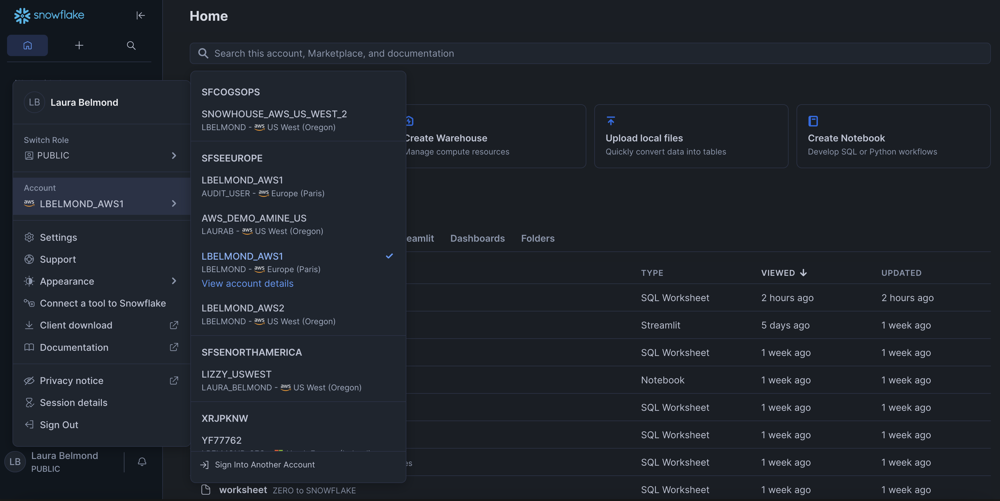 snowflake
Home
Search this account, Marketplace, and documentation
LB Laura Belmond
Switch Role
PUBLIC
Account
aws LBELMOND_AWS1
Settings
Support
Appearance
Connect a tool to Snowflake
Client download
Documentation
Privacy notice
Session details
Sign Out
LB Laura Belmond
PUBLIC
SFCOGSOPS
SNOWHOUSE_AWS_US_WEST_2
LBELMOND - aws US West (Oregon)
SFSEEUROPE
LBELMOND_AWS1
AUDIT_USER - aws Europe (Paris)
AWS_DEMO_AMINE_US
LAURAB - aws US West (Oregon)
LBELMOND_AWS1
LBELMOND - aws Europe (Paris)
View account details
LBELMOND_AWS2
LBELMOND - aws US West (Oregon)
SFSENORTHAMERICA
LIZZY_USWEST
LAURA_BELMOND - aws US West (Oregon)
XRJPKNW
YF77762
Sign Into Another Account
Create Warehouse
Manage compute resources
Upload local files
Quickly convert data into tables
Create Notebook
Develop SQL or Python workflows
eamlit Dashboards Folders
TYPE VIEWED UPDATED
SQL Worksheet 2 hours ago 2 hours ago
Streamlit 5 days ago 1 week ago
SQL Worksheet 1 week ago 1 week ago
Notebook 1 week ago 1 week ago
SQL Worksheet 1 week ago 1 week ago
SQL Worksheet 1 week ago 1 week ago
es SQL Worksheet 1 week ago 1 week ago
worksheet ZERO to SNOWFLAKE SQL Worksheet 1 week ago 1 week ago